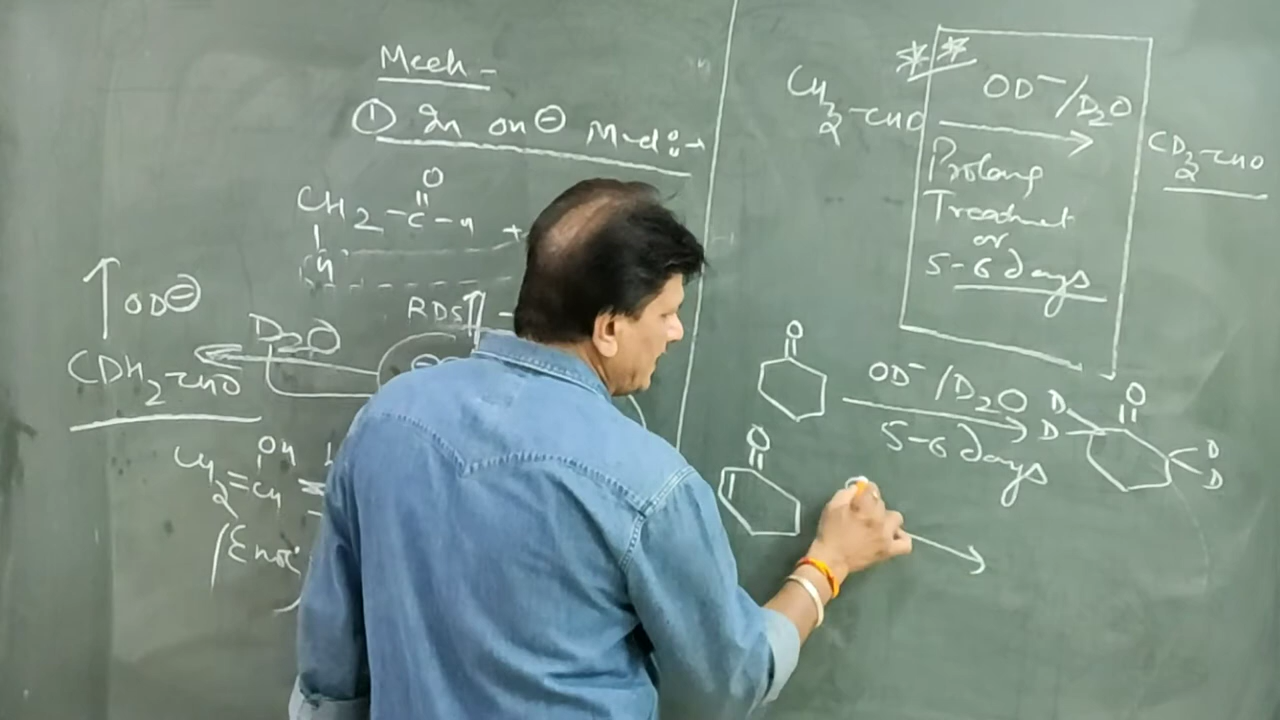 Mech -
① In OH⊖ Med:→
O
CH2-C-H +
H
RDS
↑ OD⊖
D2O
CDH2-CHO
OH
CH2=CH
(Enol
**
CH3-CHO
OD⁻/D2O
CD3-CHO
Prolong
Treatment
or
5-6 days
O
OD⁻/D2O
5-6 days
O
D
D
D
D
O